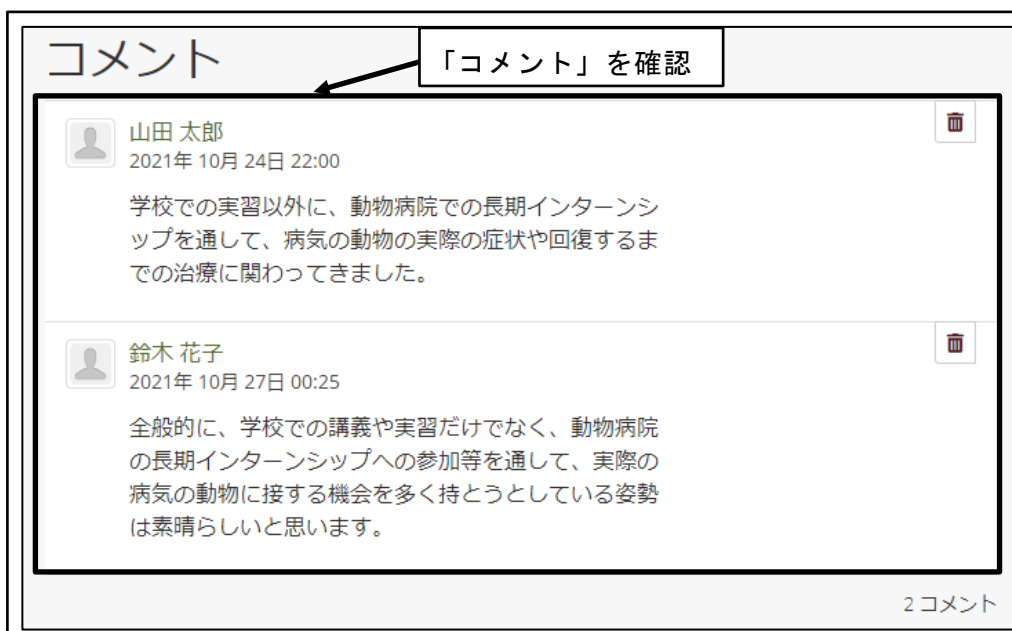 コメント
「コメント」を確認
山田 太郎
2021年 10月 24日 22:00
学校での実習以外に、動物病院での長期インターンシ
ップを通して、病気の動物の実際の症状や回復するま
での治療に関わってきました。
鈴木 花子
2021年 10月 27日 00:25
全般的に、学校での講義や実習だけでなく、動物病院
の長期インターンシップへの参加等を通して、実際の
病気の動物に接する機会を多く持とうとしている姿勢
は素晴らしいと思います。
2 コメント